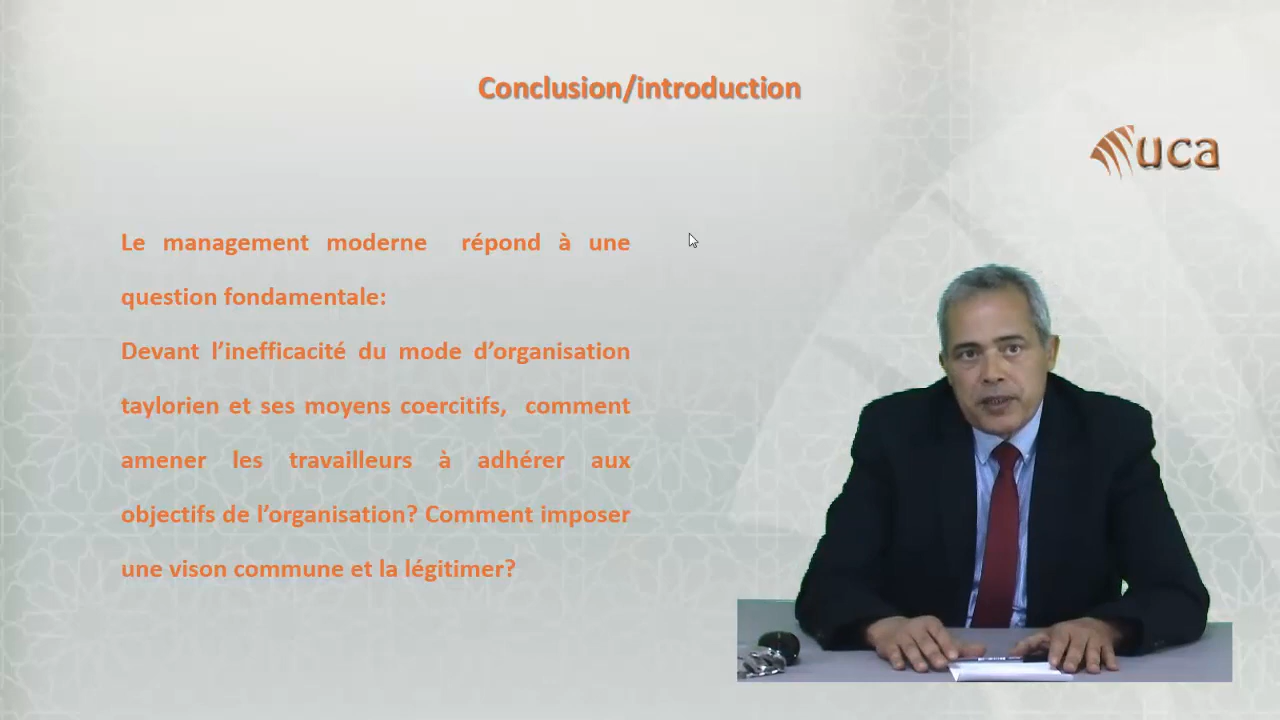 Conclusion/introduction
uca
Le management moderne répond à une
question fondamentale:
Devant l’inefficacité du mode d’organisation
taylorien et ses moyens coercitifs, comment
amener les travailleurs à adhérer aux
objectifs de l’organisation? Comment imposer
une vison commune et la légitimer?